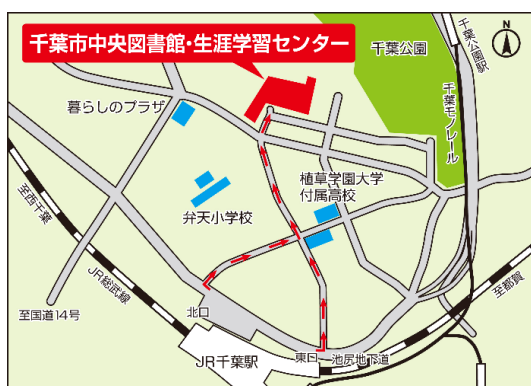 千葉市中央図書館・生涯学習センター
千葉公園
千葉公園駅
N
千葉モノレール
暮らしのプラザ
植草学園大学
付属高校
弁天小学校
至西千葉
JR総武線
至国道14号
北口
JR千葉駅
東口
池尻地下道
至都賀